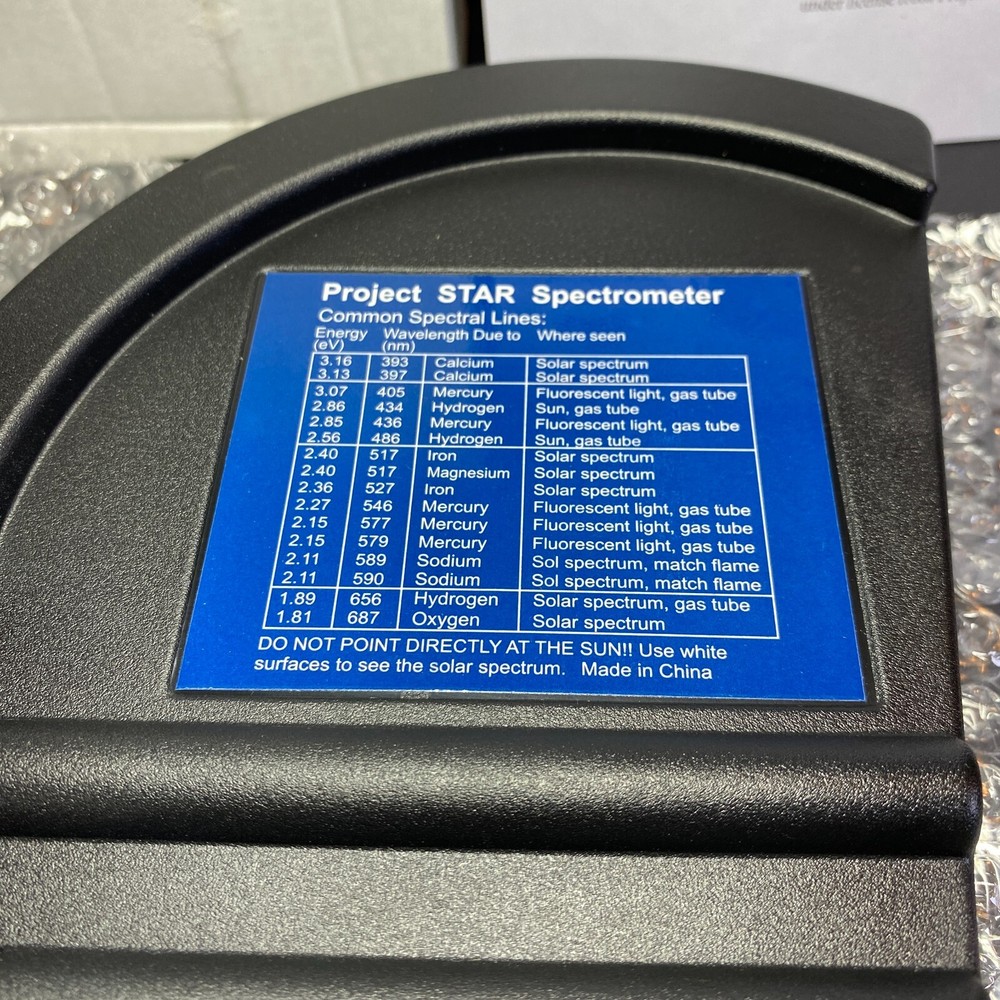 under license
Project STAR Spectrometer
Common Spectral Lines:
Energy Wavelength Due to Where seen
(eV) (nm)
3.16 393 Calcium Solar spectrum
3.13 397 Calcium Solar spectrum
3.07 405 Mercury Fluorescent light, gas tube
2.86 434 Hydrogen Sun, gas tube
2.85 436 Mercury Fluorescent light, gas tube
2.56 486 Hydrogen Sun, gas tube
2.40 517 Iron Solar spectrum
2.40 517 Magnesium Solar spectrum
2.36 527 Iron Solar spectrum
2.27 546 Mercury Fluorescent light, gas tube
2.15 577 Mercury Fluorescent light, gas tube
2.15 579 Mercury Fluorescent light, gas tube
2.11 589 Sodium Sol spectrum, match flame
2.11 590 Sodium Sol spectrum, match flame
1.89 656 Hydrogen Solar spectrum, gas tube
1.81 687 Oxygen Solar spectrum
DO NOT POINT DIRECTLY AT THE SUN!! Use white
surfaces to see the solar spectrum. Made in China